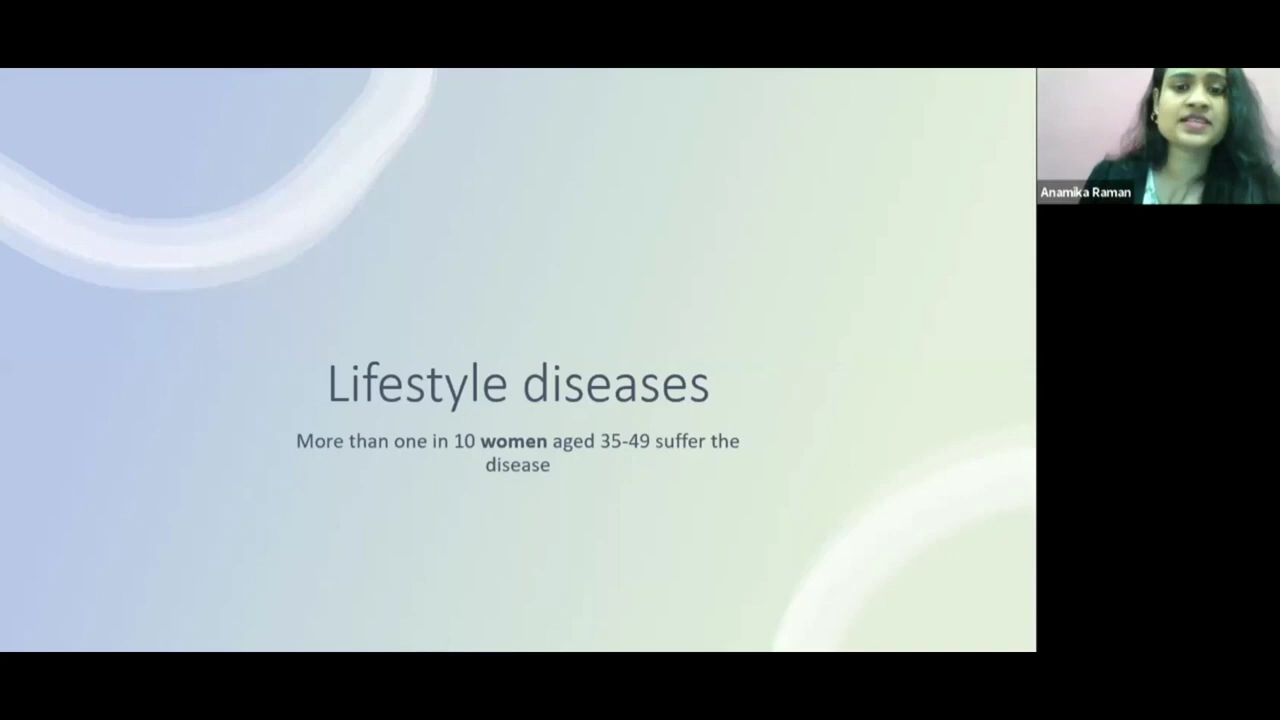 Lifestyle diseases
More than one in 10 women aged 35-49 suffer the
disease
Anamika Raman